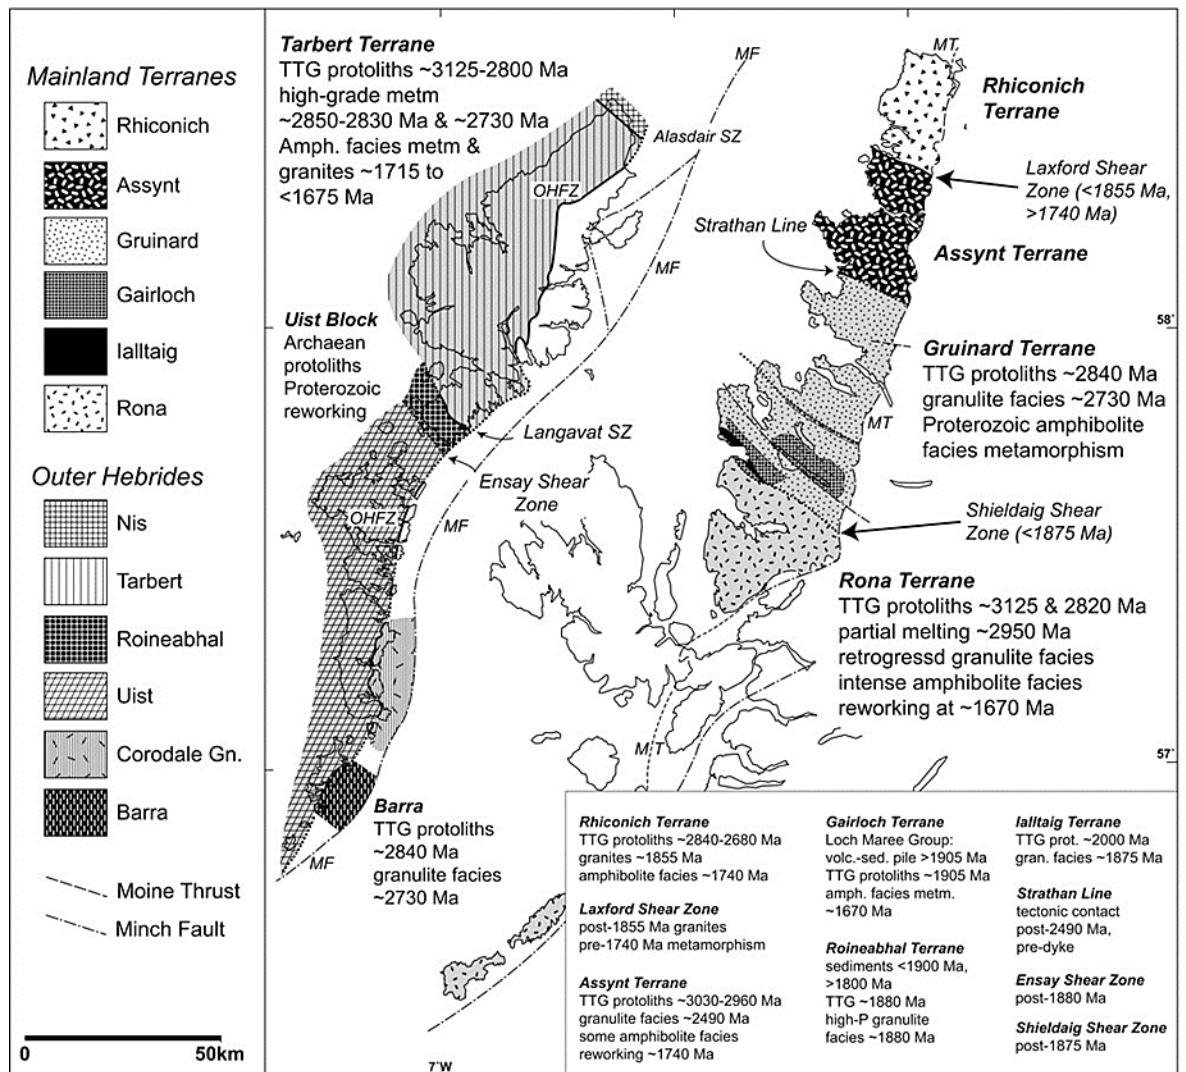 Mainland Terranes
Rhiconich
Assynt
Gruinard
Gairloch
Ialltaig
Rona
Outer Hebrides
Nis
Tarbert
Roineabhal
Uist
Corodale Gn.
Barra
Moine Thrust
Minch Fault
0 50km
Tarbert Terrane
TTG protoliths ~3125-2800 Ma
high-grade metm
~2850-2830 Ma & ~2730 Ma
Amph. facies metm &
granites ~1715 to
<1675 Ma
MF
Alasdair SZ
OHFZ
MF
Uist Block
Archaean
protoliths
Proterozoic
reworking
Langavat SZ
Ensay Shear
Zone
OHFZ
MF
Barra
TTG protoliths
~2840 Ma
granulite facies
~2730 Ma
MF
MT
Rhiconich
Terrane
Laxford Shear
Zone (<1855 Ma,
>1740 Ma)
Strathan Line
Assynt Terrane
58°
Gruinard Terrane
TTG protoliths ~2840 Ma
granulite facies ~2730 Ma
Proterozoic amphibolite
facies metamorphism
MT
Shieldaig Shear
Zone (<1875 Ma)
Rona Terrane
TTG protoliths ~3125 & 2820 Ma
partial melting ~2950 Ma
retrogressd granulite facies
intense amphibolite facies
reworking at ~1670 Ma
MT
57°
7°W
Rhiconich Terrane
TTG protoliths ~2840-2680 Ma
granites ~1855 Ma
amphibolite facies ~1740 Ma
Laxford Shear Zone
post-1855 Ma granites
pre-1740 Ma metamorphism
Assynt Terrane
TTG protoliths ~3030-2960 Ma
granulite facies ~2490 Ma
some amphibolite facies
reworking ~1740 Ma
Gairloch Terrane
Loch Maree Group:
volc.-sed. pile >1905 Ma
TTG protoliths ~1905 Ma
amph. facies metm.
~1670 Ma
Roineabhal Terrane
sediments <1900 Ma,
>1800 Ma
TTG ~1880 Ma
high-P granulite
facies ~1880 Ma
Ialltaig Terrane
TTG prot. ~2000 Ma
gran. facies ~1875 Ma
Strathan Line
tectonic contact
post-2490 Ma,
pre-dyke
Ensay Shear Zone
post-1880 Ma
Shieldaig Shear Zone
post-1875 Ma